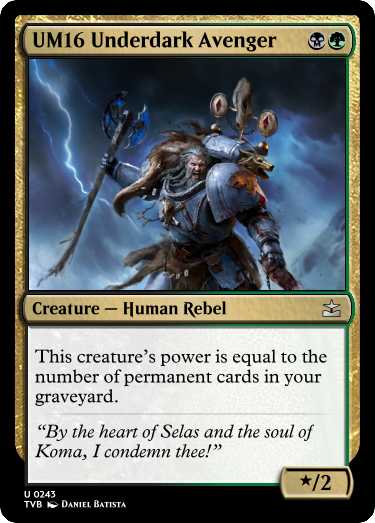 UM16 Underdark Avenger
Creature — Human Rebel
This creature's power is equal to the
number of permanent cards in your
graveyard.
“By the heart of Selas and the soul of
Koma, I condemn thee!”
★/2
U 0243
TVB Daniel Batista